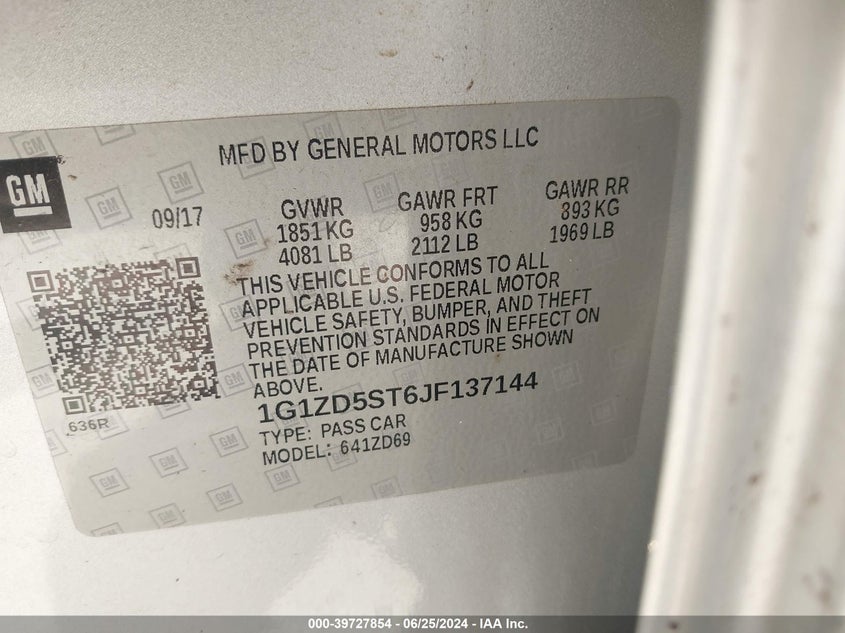 MFD BY GENERAL MOTORS LLC
GM
09/17
GVWR GAWR FRT GAWR RR
1851 KG 958 KG 893 KG
4081 LB 2112 LB 1969 LB
THIS VEHICLE CONFORMS TO ALL
APPLICABLE U.S. FEDERAL MOTOR
VEHICLE SAFETY, BUMPER, AND THEFT
PREVENTION STANDARDS IN EFFECT ON
THE DATE OF MANUFACTURE SHOWN
ABOVE.
1G1ZD5ST6JF137144
636R
TYPE: PASS CAR
MODEL: 641ZD69
000-39727854 - 06/25/2024 - IAA Inc.